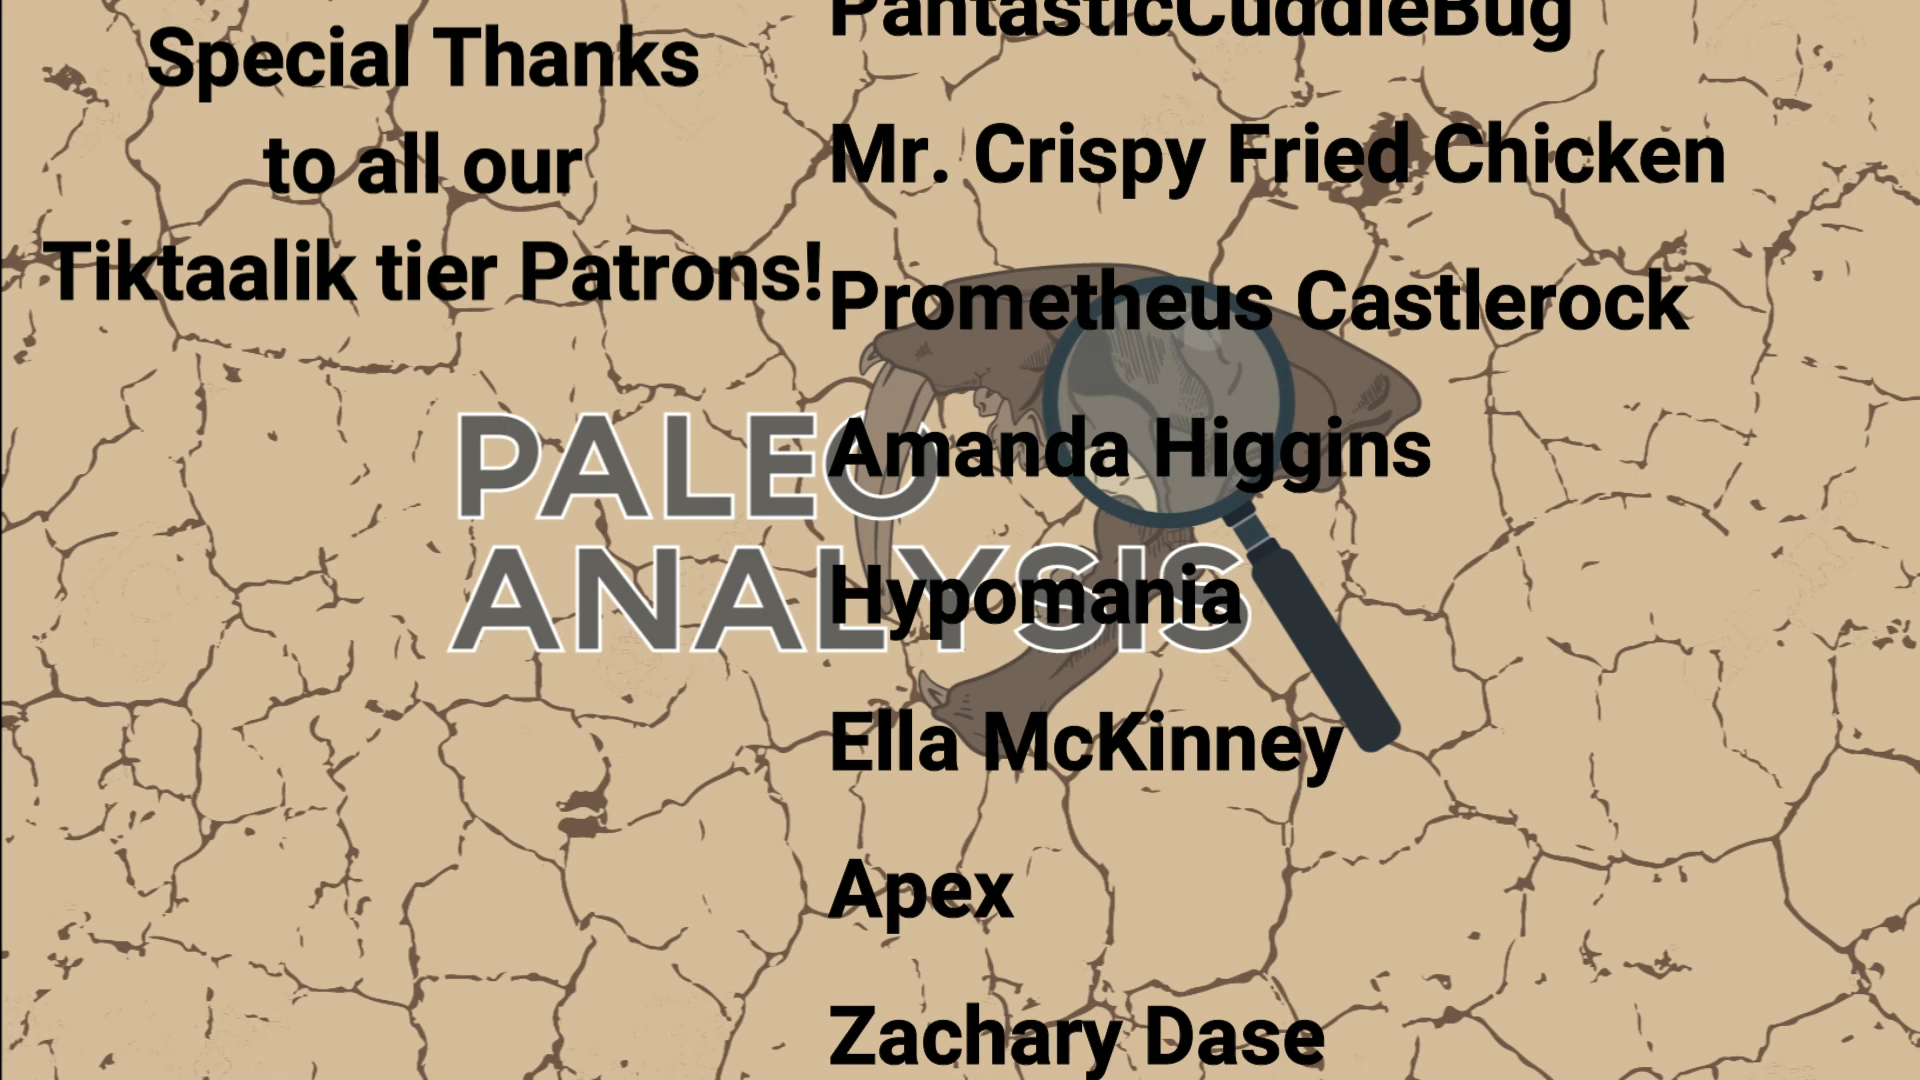 Special Thanks
to all our
Tiktaalik tier Patrons!
PantasticCuddleBug
Mr. Crispy Fried Chicken
Prometheus Castlerock
Amanda Higgins
Hypomania
Ella McKinney
Apex
Zachary Dase
PALEO
ANALYSIS